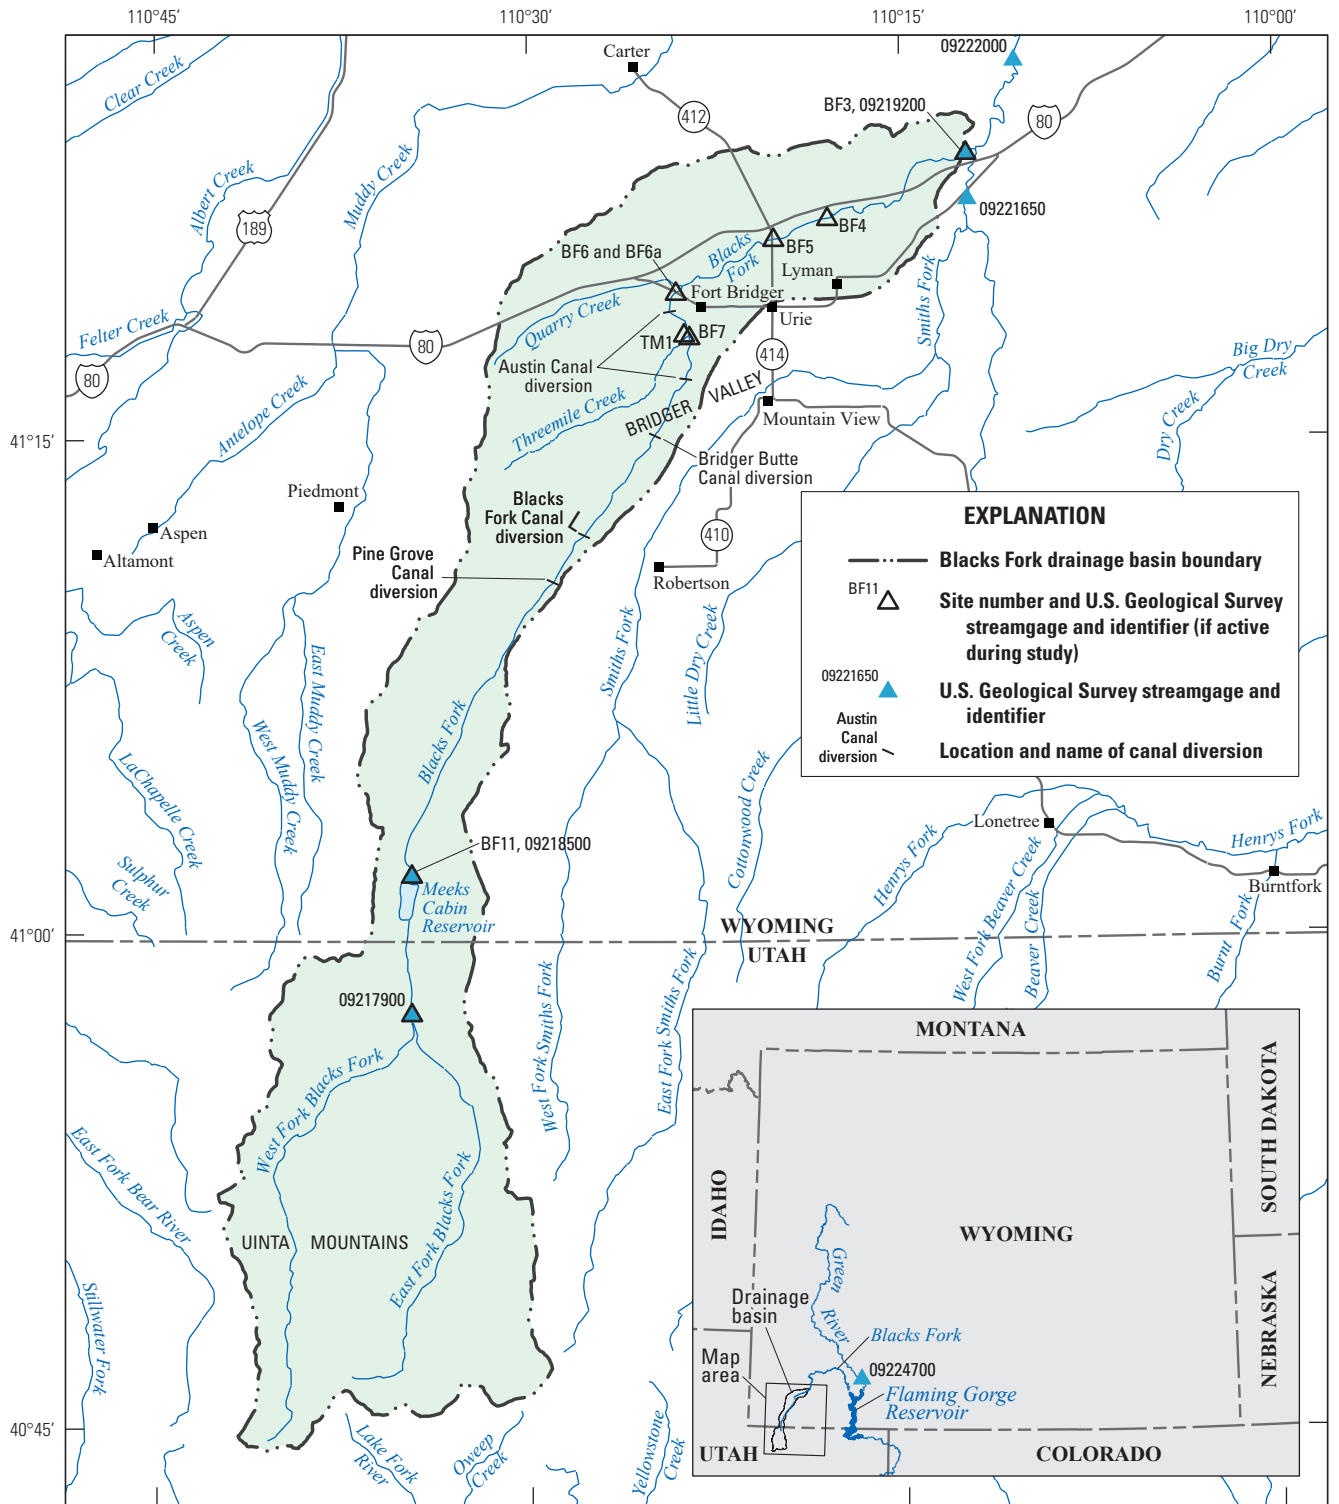 110°45'
110°30'
110°15'
110°00'
Clear Creek
Carter
09222000
412
BF3, 09219200
80
Albert Creek
Muddy Creek
189
09221650
BF4
BF5
BF6 and BF6a
Blacks
Fork
Lyman
Fort Bridger
Urie
Smiths Fork
Quarry Creek
Felter Creek
80
TM1
BF7
414
80
Austin Canal
diversion
Big Dry
Creek
Antelope Creek
Threemile Creek
BRIDGER VALLEY
Mountain View
Dry Creek
41°15'
Bridger Butte
Canal diversion
Piedmont
Blacks
Fork Canal
diversion
Aspen
Altamont
410
Pine Grove
Canal
diversion
Robertson
EXPLANATION
Blacks Fork drainage basin boundary
BF11
Site number and U.S. Geological Survey
streamgage and identifier (if active
during study)
09221650
U.S. Geological Survey streamgage and
identifier
Austin
Canal
diversion
Location and name of canal diversion
Aspen
Creek
East Muddy Creek
West Muddy Creek
Smiths Fork
Little Dry Creek
Blacks Fork
LaChapelle Creek
Cottonwood Creek
Sulphur
Creek
BF11, 09218500
Meeks
Cabin
Reservoir
Henrys Fork
Lonetree
Henrys Fork
Burntfork
West Fork Beaver Creek
Beaver Creek
Burnt Fork
41°00'
WYOMING
UTAH
09217900
West Fork Smiths Fork
East Fork Smiths Fork
West Fork Blacks Fork
East Fork Blacks Fork
East Fork Bear River
UINTA MOUNTAINS
Stillwater Fork
40°45'
Lake Fork
River
Oweep
Creek
Yellowstone
Creek
MONTANA
IDAHO
WYOMING
SOUTH DAKOTA
NEBRASKA
Green
River
Drainage
basin
Blacks Fork
Map
area
09224700
Flaming Gorge
Reservoir
UTAH
COLORADO